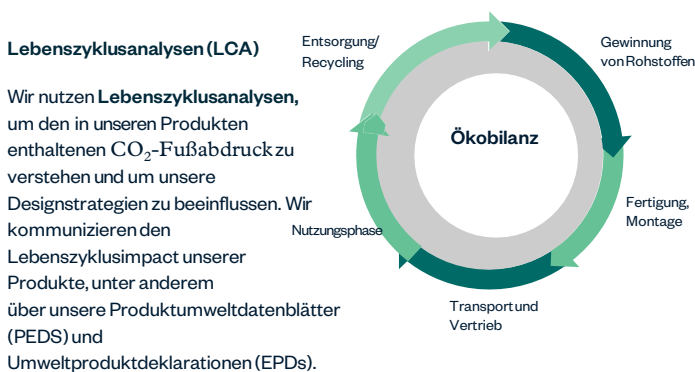 Lebenszyklusanalysen (LCA)
Wir nutzen Lebenszyklusanalysen,
um den in unseren Produkten
enthaltenen CO₂-Fußabdruck zu
verstehen und um unsere
Designstrategien zu beeinflussen. Wir
kommunizieren den
Lebenszyklusimpact unserer
Produkte, unter anderem
über unsere Produktumweltdatenblätter
(PEDS) und
Umweltproduktdeklarationen (EPDs).
Entsorgung/
Recycling
Gewinnung
von Rohstoffen
Ökobilanz
Fertigung,
Montage
Nutzungsphase
Transport und
Vertrieb